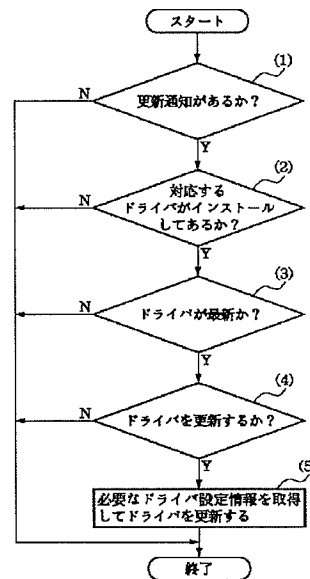 スタート
(1)
N
更新通知があるか？
Y
(2)
対応する
N
ドライバがインストール
してあるか？
Y
(3)
N
ドライバが最新か？
Y
(4)
N
ドライバを更新するか？
Y
(5
必要なドライバ設定情報を取得
してドライバを更新する
終了